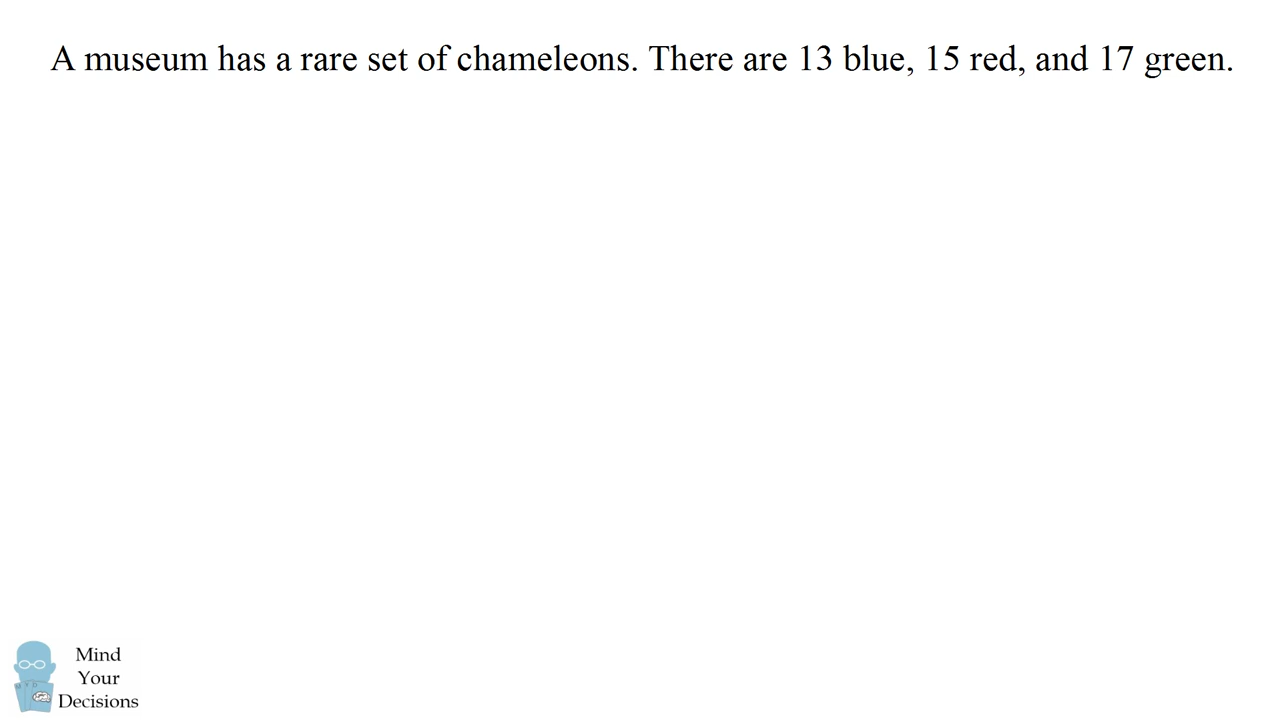 A museum has a rare set of chameleons. There are 13 blue, 15 red, and 17 green.
Mind
Your
Decisions